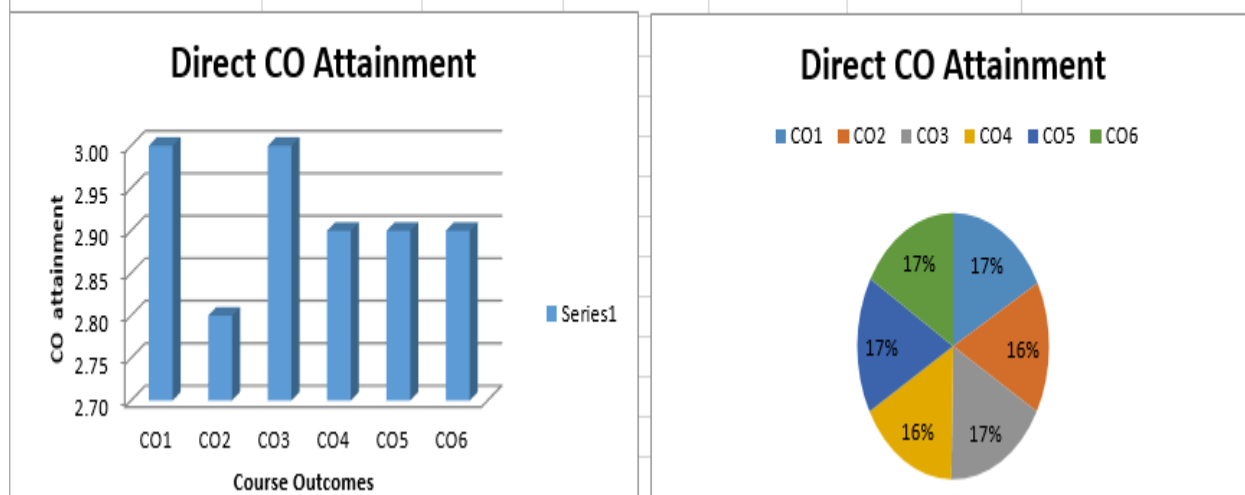 Direct CO Attainment
3.00
2.95
2.90
2.85
2.80
2.75
2.70
CO attainment
CO1 CO2 CO3 CO4 CO5 CO6
Course Outcomes
Series1
Direct CO Attainment
CO1 CO2 CO3 CO4 CO5 CO6
17% 17%
17% 16%
16% 17%